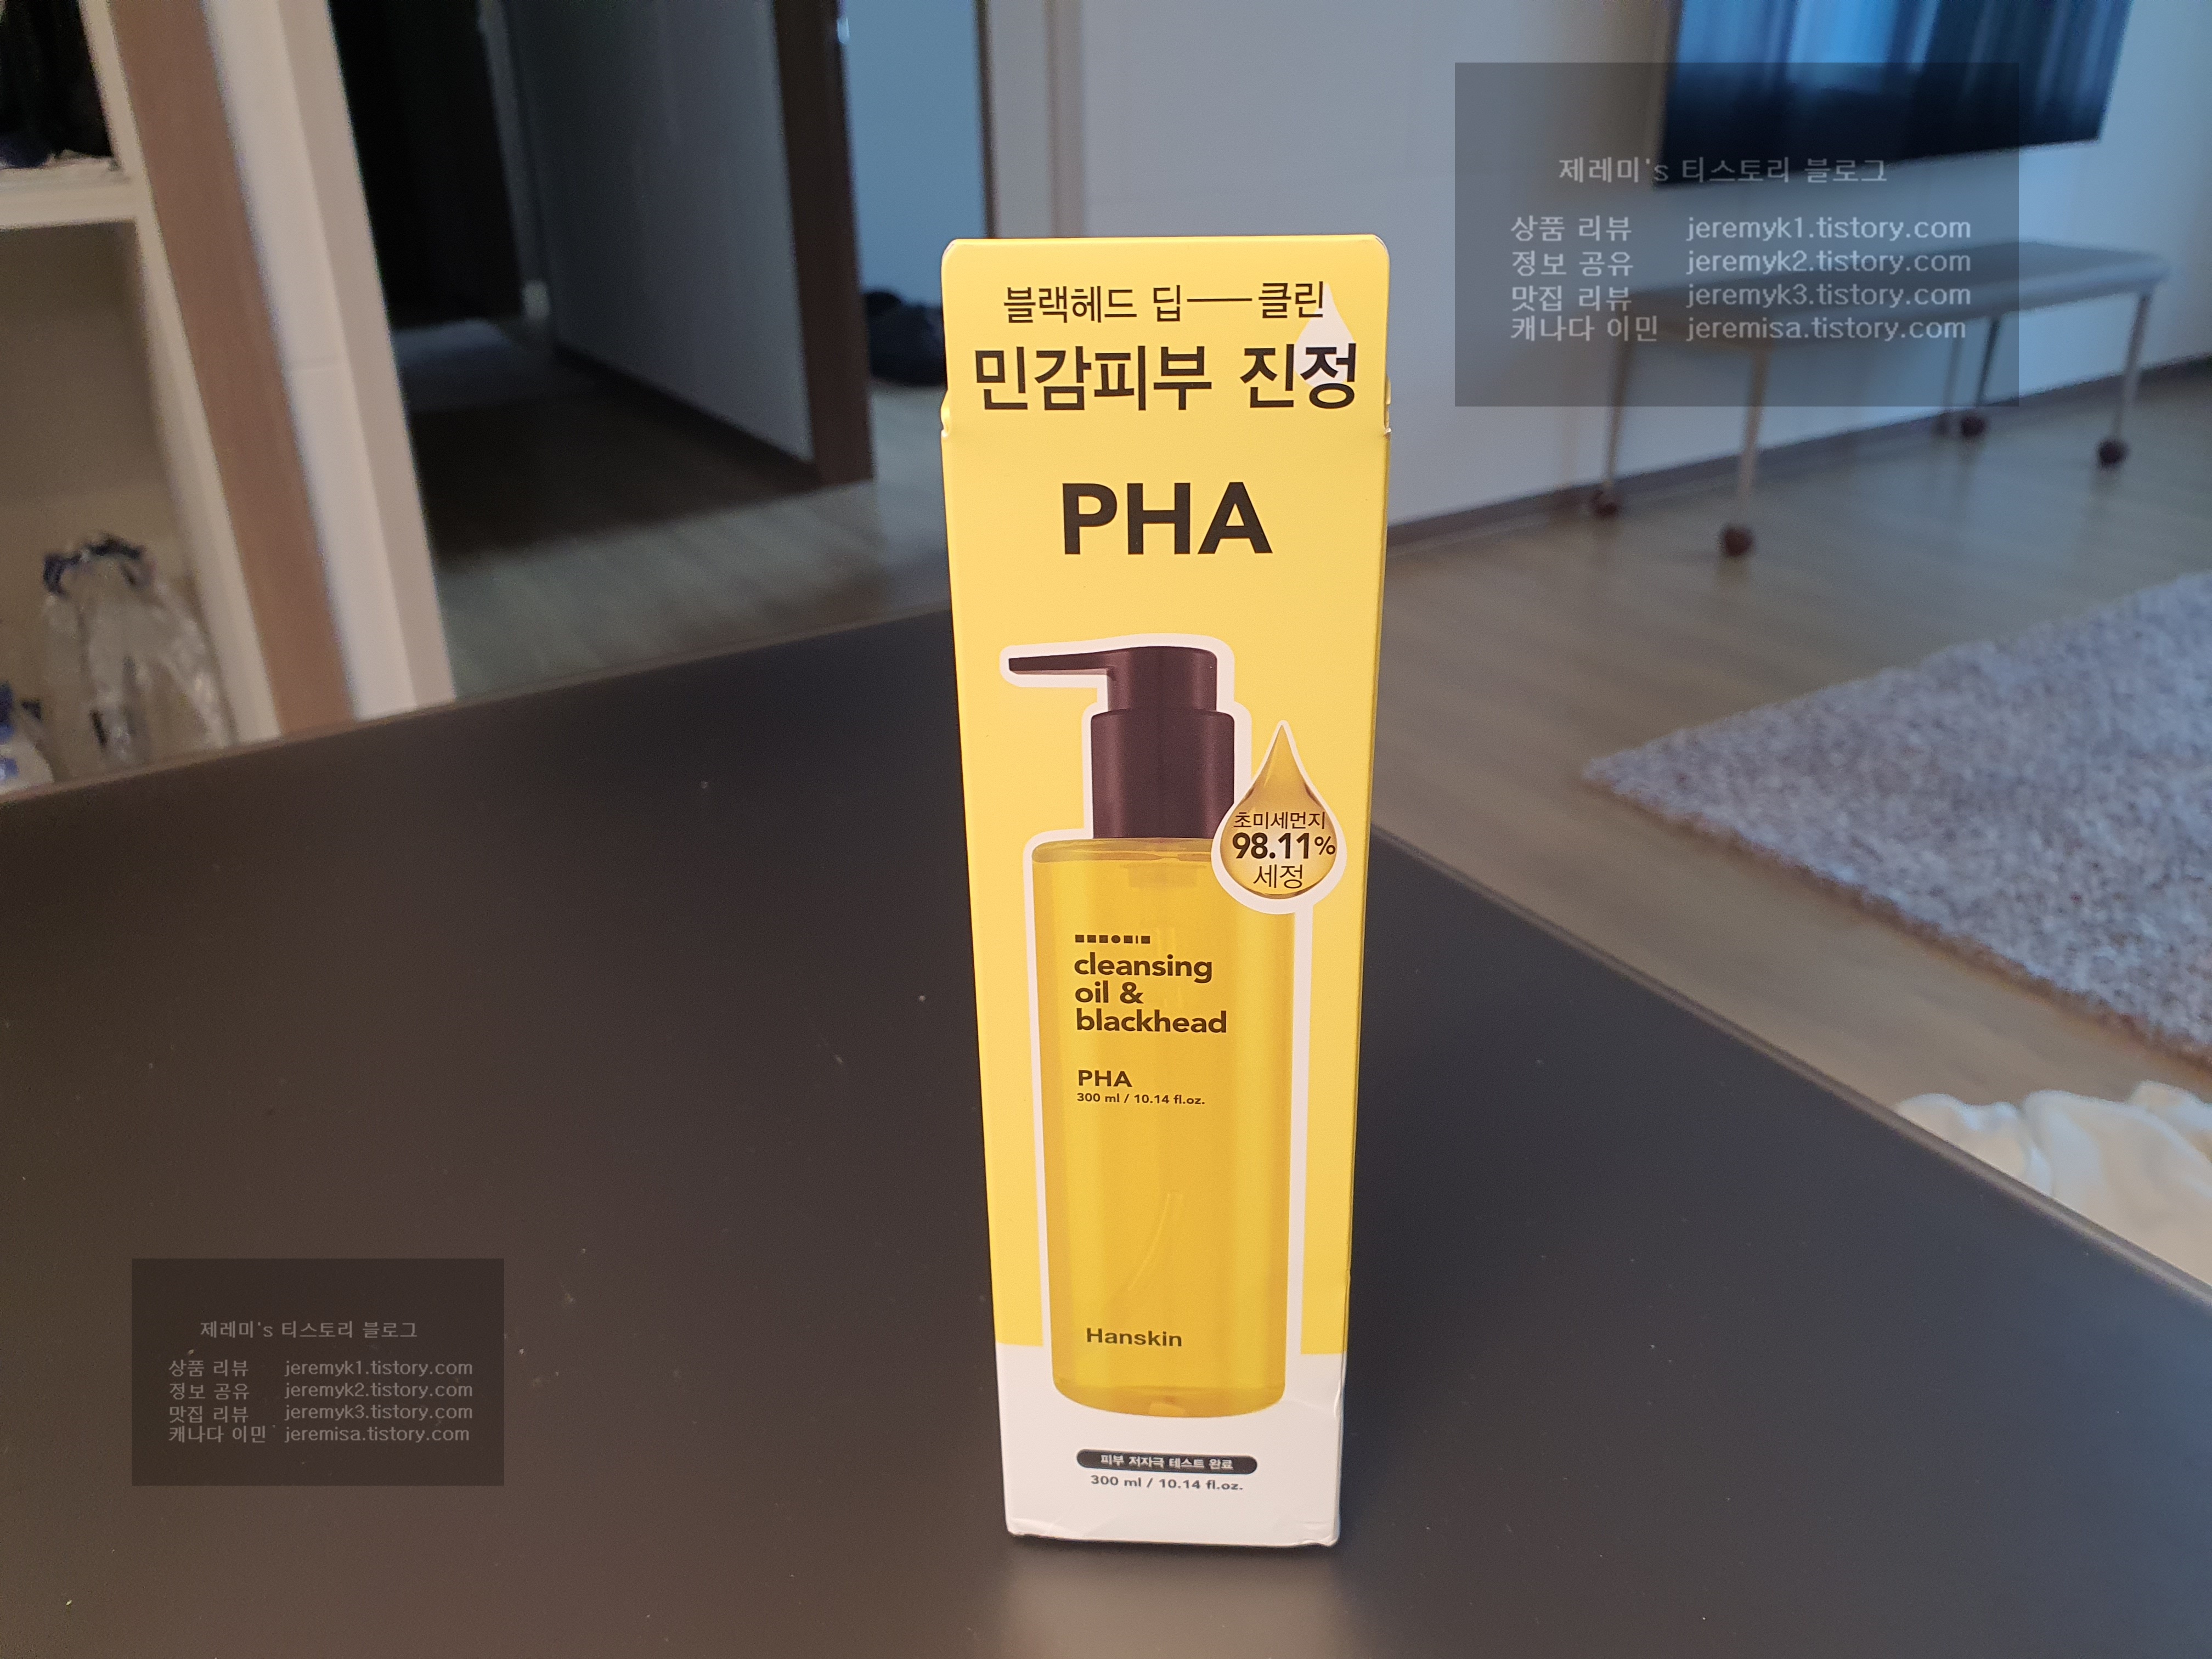 제레미's 티스토리 블로그
상품 리뷰 jeremyk1.tistory.com
정보 공유 jeremyk2.tistory.com
맛집 리뷰 jeremyk3.tistory.com
캐나다 이민 jeremisa.tistory.com
블랙헤드 딥──클린
민감피부 진정
PHA
초미세먼지
98.11%
세정
cleansing
oil &
blackhead
PHA
300 ml / 10.14 fl.oz.
Hanskin
피부 저자극 테스트 완료
300 ml / 10.14 fl.oz.
제레미's 티스토리 블로그
상품 리뷰 jeremyk1.tistory.com
정보 공유 jeremyk2.tistory.com
맛집 리뷰 jeremyk3.tistory.com
캐나다 이민 jeremisa.tistory.com